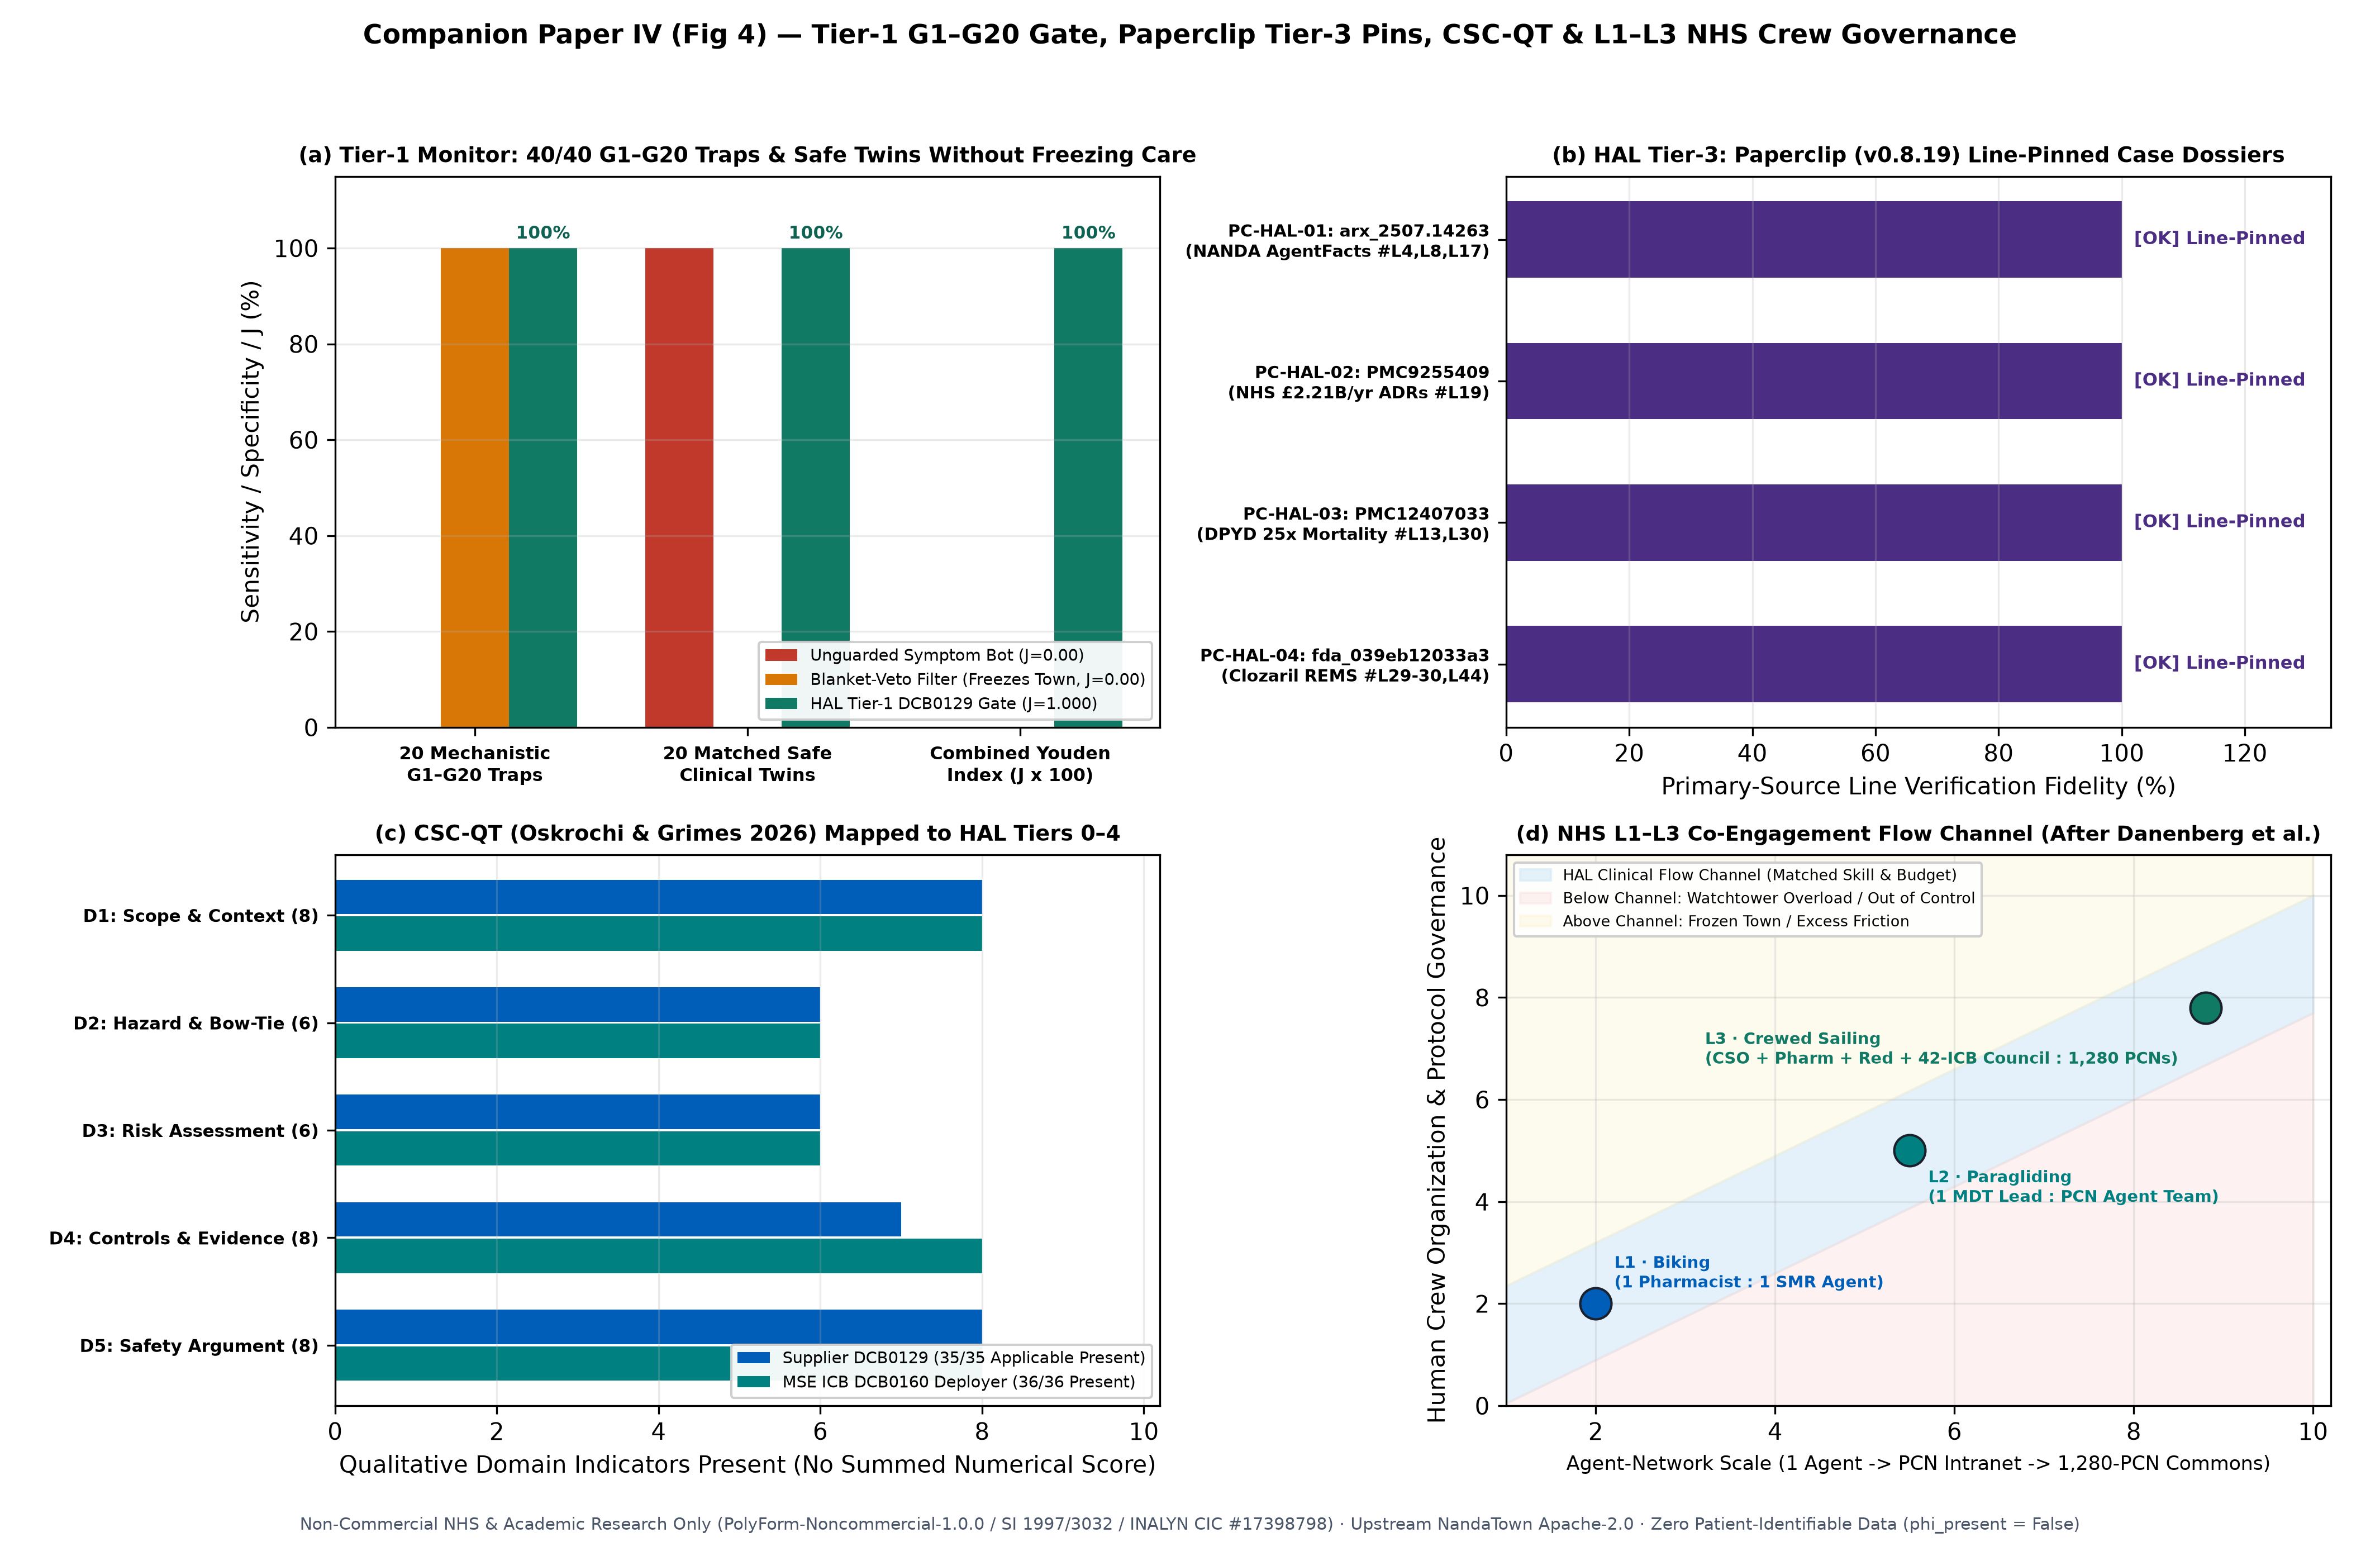 Companion Paper IV (Fig 4) — Tier-1 G1–G20 Gate, Paperclip Tier-3 Pins, CSC-QT & L1–L3 NHS Crew Governance
(a) Tier-1 Monitor: 40/40 G1–G20 Traps & Safe Twins Without Freezing Care
Sensitivity / Specificity / J (%)
100
80
60
40
20
0
100%
100%
100%
Unguarded Symptom Bot (J=0.00)
Blanket-Veto Filter (Freezes Town, J=0.00)
HAL Tier-1 DCB0129 Gate (J=1.000)
20 Mechanistic
G1–G20 Traps
20 Matched Safe
Clinical Twins
Combined Youden
Index (J x 100)
(b) HAL Tier-3: Paperclip (v0.8.19) Line-Pinned Case Dossiers
PC-HAL-01: arx_2507.14263
(NANDA AgentFacts #L4,L8,L17)
[OK] Line-Pinned
PC-HAL-02: PMC9255409
(NHS £2.21B/yr ADRs #L19)
[OK] Line-Pinned
PC-HAL-03: PMC12407033
(DPYD 25x Mortality #L13,L30)
[OK] Line-Pinned
PC-HAL-04: fda_039eb12033a3
(Clozaril REMS #L29-30,L44)
[OK] Line-Pinned
0 20 40 60 80 100 120
Primary-Source Line Verification Fidelity (%)
(c) CSC-QT (Oskrochi & Grimes 2026) Mapped to HAL Tiers 0–4
D1: Scope & Context (8)
D2: Hazard & Bow-Tie (6)
D3: Risk Assessment (6)
D4: Controls & Evidence (8)
D5: Safety Argument (8)
Supplier DCB0129 (35/35 Applicable Present)
MSE ICB DCB0160 Deployer (36/36 Present)
0 2 4 6 8 10
Qualitative Domain Indicators Present (No Summed Numerical Score)
(d) NHS L1–L3 Co-Engagement Flow Channel (After Danenberg et al.)
Human Crew Organization & Protocol Governance
10
8
6
4
2
0
HAL Clinical Flow Channel (Matched Skill & Budget)
Below Channel: Watchtower Overload / Out of Control
Above Channel: Frozen Town / Excess Friction
L3 · Crewed Sailing
(CSO + Pharm + Red + 42-ICB Council : 1,280 PCNs)
L2 · Paragliding
(1 MDT Lead : PCN Agent Team)
L1 · Biking
(1 Pharmacist : 1 SMR Agent)
2 4 6 8 10
Agent-Network Scale (1 Agent -> PCN Intranet -> 1,280-PCN Commons)
Non-Commercial NHS & Academic Research Only (PolyForm-Noncommercial-1.0.0 / SI 1997/3032 / INALYN CIC #17398798) · Upstream NandaTown Apache-2.0 · Zero Patient-Identifiable Data (phi_present = False)